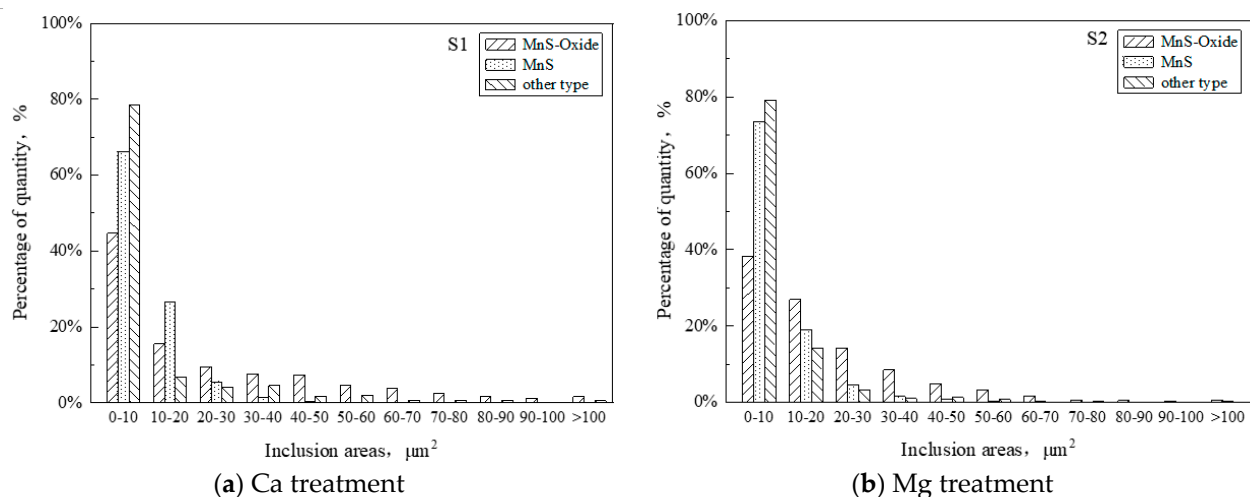 100%
80%
60%
40%
20%
0%
Percentage of quantity, %
S1
MnS-Oxide
MnS
other type
0-10 10-20 20-30 30-40 40-50 50-60 60-70 70-80 80-90 90-100 >100
Inclusion areas, μm²
(a) Ca treatment
100%
80%
60%
40%
20%
0%
Percentage of quantity, %
S2
MnS-Oxide
MnS
other type
0-10 10-20 20-30 30-40 40-50 50-60 60-70 70-80 80-90 90-100 >100
Inclusion areas, μm²
(b) Mg treatment